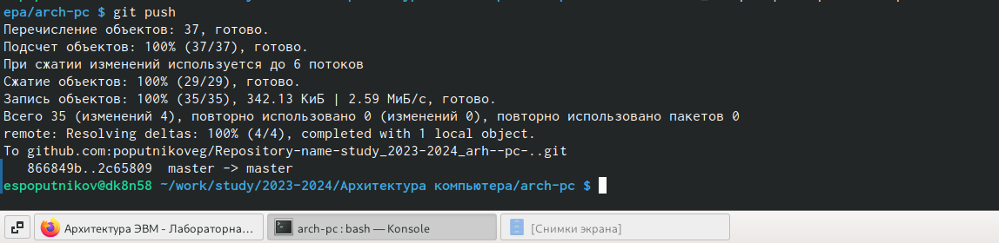 epa/arch-pc $ git push
Перечисление объектов: 37, готово.
Подсчет объектов: 100% (37/37), готово.
При сжатии изменений используется до 6 потоков
Сжатие объектов: 100% (29/29), готово.
Запись объектов: 100% (35/35), 342.13 КиБ | 2.59 МиБ/с, готово.
Всего 35 (изменений 4), повторно использовано 0 (изменений 0), повторно использовано пакетов 0
remote: Resolving deltas: 100% (4/4), completed with 1 local object.
To github.com:poputnikoveg/Repository-name-study_2023-2024_arh--pc-..git
   866849b..2c65809  master -> master
espoputnikov@dk8n58 ~/work/study/2023-2024/Архитектура компьютера/arch-pc $
Архитектура ЭВМ - Лабораторна…
arch-pc : bash — Konsole
[Снимки экрана]